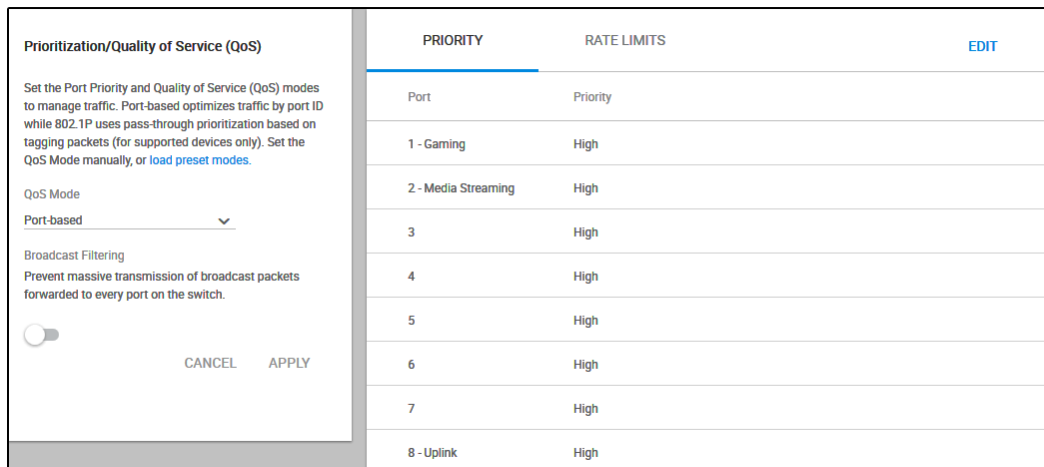 Prioritization/Quality of Service (QoS)
Set the Port Priority and Quality of Service (QoS) modes
to manage traffic. Port-based optimizes traffic by port ID
while 802.1P uses pass-through prioritization based on
tagging packets (for supported devices only). Set the
QoS Mode manually, or load preset modes.
QoS Mode
Port-based
Broadcast Filtering
Prevent massive transmission of broadcast packets
forwarded to every port on the switch.
CANCEL APPLY
PRIORITY RATE LIMITS EDIT
Port Priority
1 - Gaming High
2 - Media Streaming High
3 High
4 High
5 High
6 High
7 High
8 - Uplink High